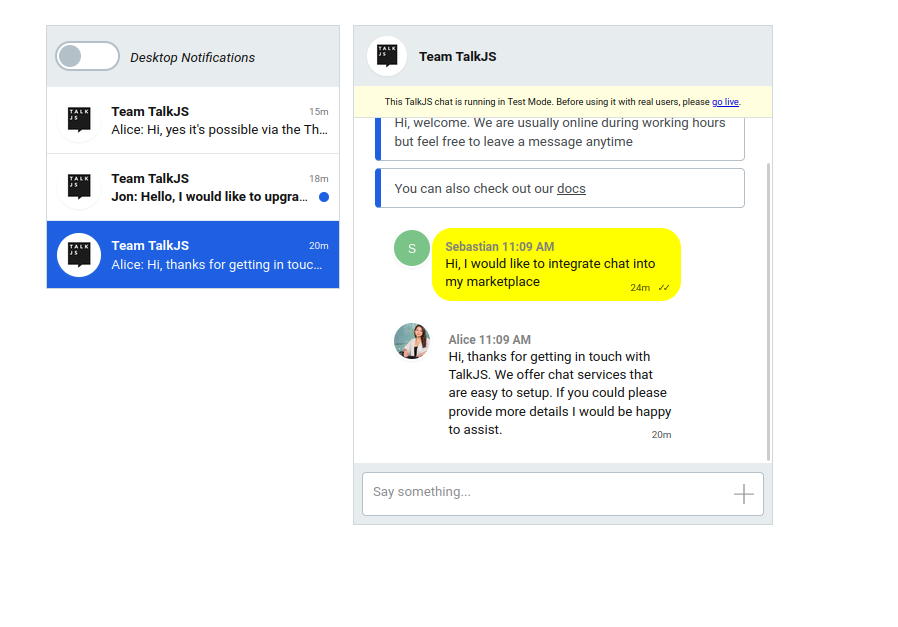 Desktop Notifications
TALK
JS
Team TalkJS
15m
Alice: Hi, yes it's possible via the Th...
TALK
JS
Team TalkJS
18m
Jon: Hello, I would like to upgra...
TALK
JS
Team TalkJS
20m
Alice: Hi, thanks for getting in touc...
TALK
JS
Team TalkJS
This TalkJS chat is running in Test Mode. Before using it with real users, please go live.
Hi, welcome. We are usually online during working hours
but feel free to leave a message anytime
You can also check out our docs
S
Sebastian 11:09 AM
Hi, I would like to integrate chat into
my marketplace
24m
Alice 11:09 AM
Hi, thanks for getting in touch with
TalkJS. We offer chat services that
are easy to setup. If you could please
provide more details I would be happy
to assist.
20m
Say something...